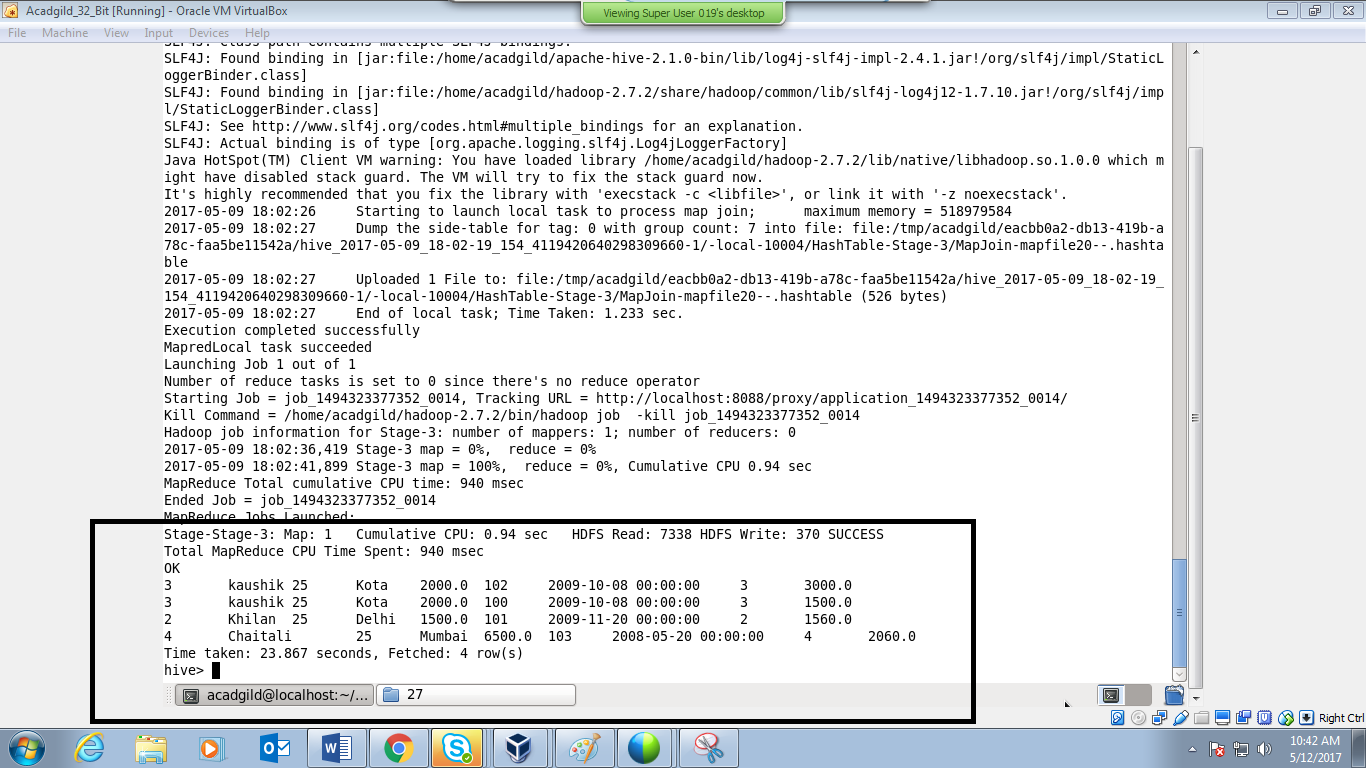 Acadgild_32_Bit [Running] - Oracle VM VirtualBox
Viewing Super User 019's desktop
File Machine View Input Devices Help
SLF4J: Class path contains multiple SLF4J bindings.
SLF4J: Found binding in [jar:file:/home/acadgild/apache-hive-2.1.0-bin/lib/log4j-slf4j-impl-2.4.1.jar!/org/slf4j/impl/StaticL
oggerBinder.class]
SLF4J: Found binding in [jar:file:/home/acadgild/hadoop-2.7.2/share/hadoop/common/lib/slf4j-log4j12-1.7.10.jar!/org/slf4j/imp
l/StaticLoggerBinder.class]
SLF4J: See http://www.slf4j.org/codes.html#multiple_bindings for an explanation.
SLF4J: Actual binding is of type [org.apache.logging.slf4j.Log4jLoggerFactory]
Java HotSpot(TM) Client VM warning: You have loaded library /home/acadgild/hadoop-2.7.2/lib/native/libhadoop.so.1.0.0 which m
ight have disabled stack guard. The VM will try to fix the stack guard now.
It's highly recommended that you fix the library with 'execstack -c <libfile>', or link it with '-z noexecstack'.
2017-05-09 18:02:26 Starting to launch local task to process map join; maximum memory = 518979584
2017-05-09 18:02:27 Dump the side-table for tag: 0 with group count: 7 into file: file:/tmp/acadgild/eacbb0a2-db13-419b-a
78c-faa5be11542a/hive_2017-05-09_18-02-19_154_4119420640298309660-1/-local-10004/HashTable-Stage-3/MapJoin-mapfile20--.hashta
ble
2017-05-09 18:02:27 Uploaded 1 File to: file:/tmp/acadgild/eacbb0a2-db13-419b-a78c-faa5be11542a/hive_2017-05-09_18-02-19_
154_4119420640298309660-1/-local-10004/HashTable-Stage-3/MapJoin-mapfile20--.hashtable (526 bytes)
2017-05-09 18:02:27 End of local task; Time Taken: 1.233 sec.
Execution completed successfully
MapredLocal task succeeded
Launching Job 1 out of 1
Number of reduce tasks is set to 0 since there's no reduce operator
Starting Job = job_1494323377352_0014, Tracking URL = http://localhost:8088/proxy/application_1494323377352_0014/
Kill Command = /home/acadgild/hadoop-2.7.2/bin/hadoop job -kill job_1494323377352_0014
Hadoop job information for Stage-3: number of mappers: 1; number of reducers: 0
2017-05-09 18:02:36,419 Stage-3 map = 0%, reduce = 0%
2017-05-09 18:02:41,899 Stage-3 map = 100%, reduce = 0%, Cumulative CPU 0.94 sec
MapReduce Total cumulative CPU time: 940 msec
Ended Job = job_1494323377352_0014
MapReduce Jobs Launched:
Stage-Stage-3: Map: 1 Cumulative CPU: 0.94 sec HDFS Read: 7338 HDFS Write: 370 SUCCESS
Total MapReduce CPU Time Spent: 940 msec
OK
3 kaushik 25 Kota 2000.0 102 2009-10-08 00:00:00 3 3000.0
3 kaushik 25 Kota 2000.0 100 2009-10-08 00:00:00 3 1500.0
2 Khilan 25 Delhi 1500.0 101 2009-11-20 00:00:00 2 1560.0
4 Chaitali 25 Mumbai 6500.0 103 2008-05-20 00:00:00 4 2060.0
Time taken: 23.867 seconds, Fetched: 4 row(s)
hive>
acadgild@localhost:~/... 27
Right Ctrl
10:42 AM
5/12/2017